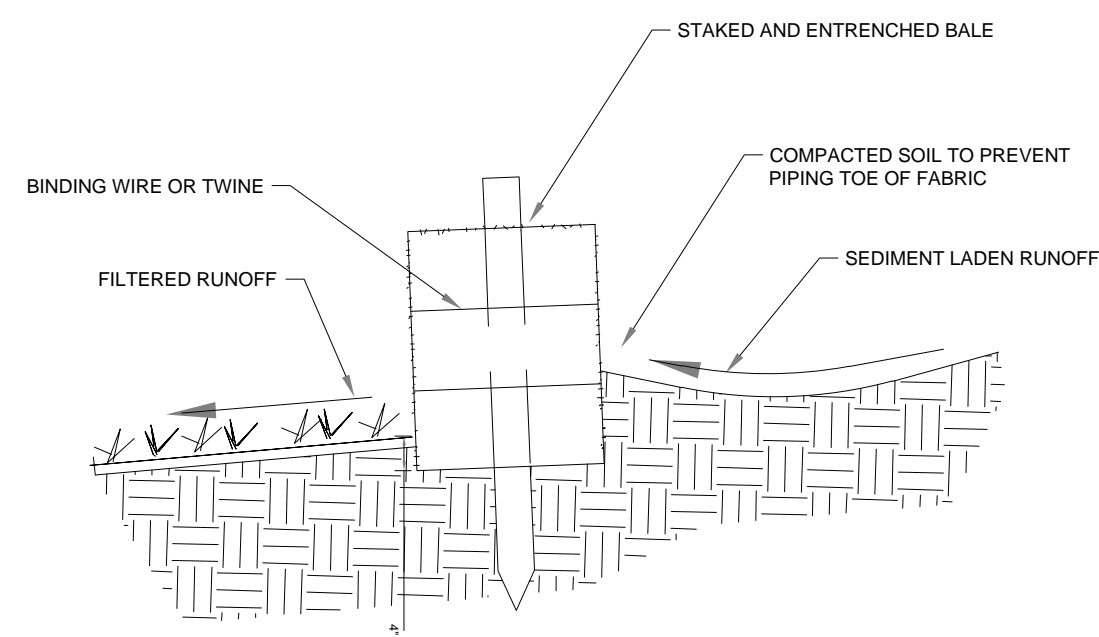 STAKED AND ENTRENCHED BALE
COMPACTED SOIL TO PREVENT
PIPING TOE OF FABRIC
BINDING WIRE OR TWINE
SEDIMENT LADEN RUNOFF
FILTERED RUNOFF
4"